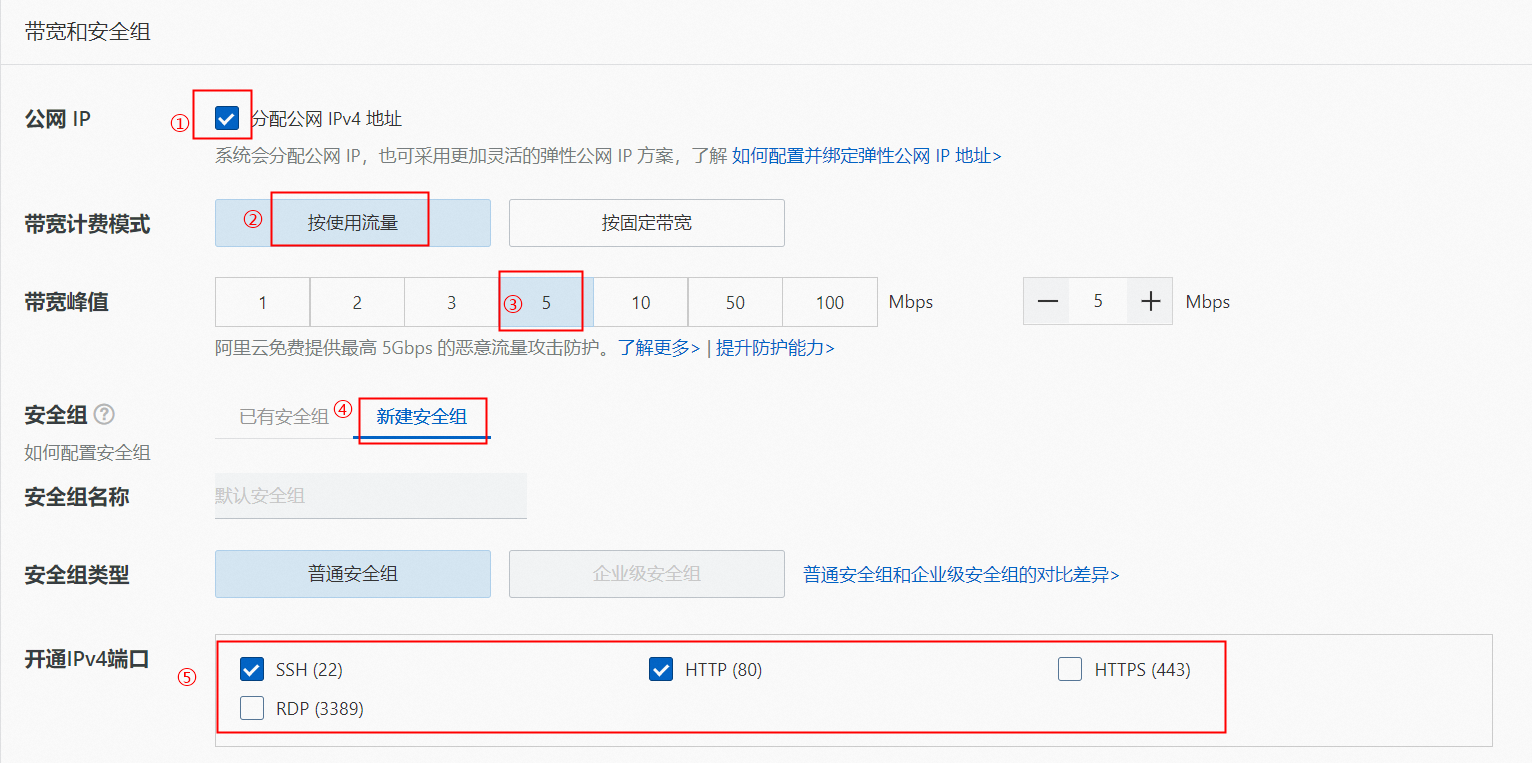 带宽和安全组
公网 IP
① 分配公网 IPv4 地址
系统会分配公网 IP，也可采用更加灵活的弹性公网 IP 方案，了解 如何配置并绑定弹性公网 IP 地址>
带宽计费模式
② 按使用流量 按固定带宽
带宽峰值
1 2 3 ③ 5 10 50 100 Mbps 5 Mbps
阿里云免费提供最高 5Gbps 的恶意流量攻击防护。了解更多> | 提升防护能力>
安全组 ?
已有安全组 ④ 新建安全组
如何配置安全组
安全组名称
默认安全组
安全组类型
普通安全组 企业级安全组 普通安全组和企业级安全组的对比差异>
开通IPv4端口
⑤ SSH (22) HTTP (80) HTTPS (443)
RDP (3389)